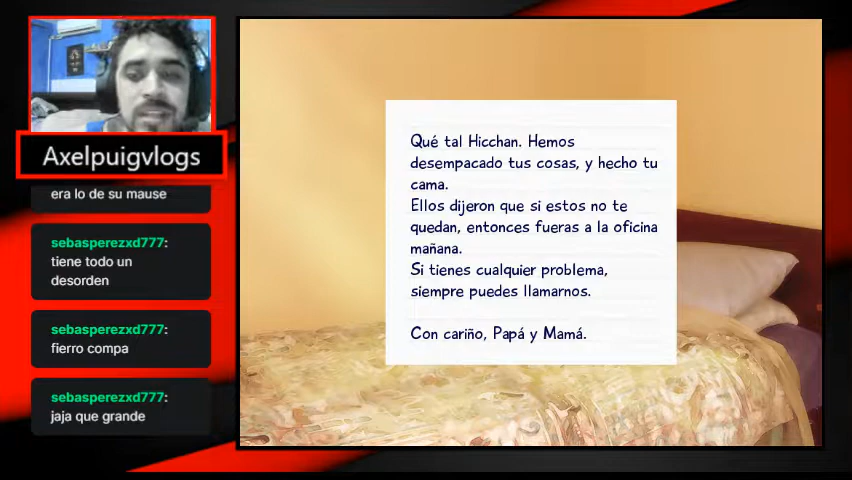 Axelpuigvlogs
era lo de su mause
sebasperezxd777:
tiene todo un
desorden
sebasperezxd777:
fierro compa
sebasperezxd777:
jaja que grande
Qué tal Hicchan. Hemos
desempacado tus cosas, y hecho tu
cama.
Ellos dijeron que si estos no te
quedan, entonces fueras a la oficina
mañana.
Si tienes cualquier problema,
siempre puedes llamarnos.
Con cariño, Papá y Mamá.